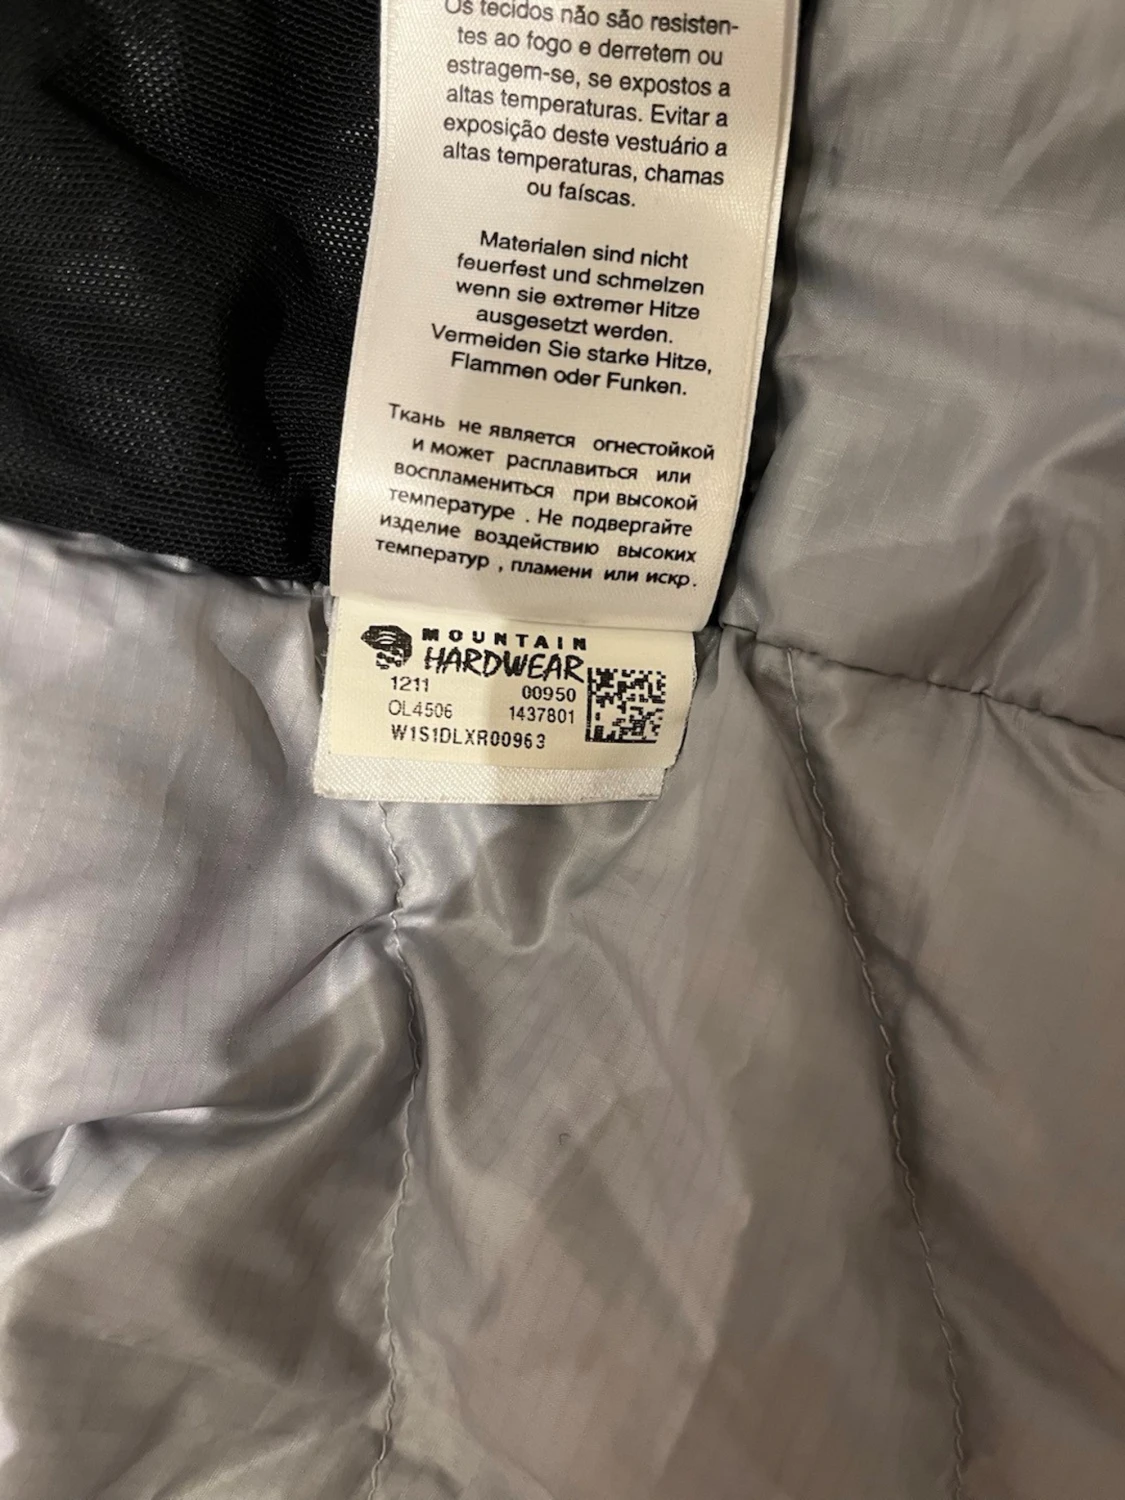 Os tecidos não são resisten-
tes ao fogo e derretem ou
estragem-se, se expostos a
altas temperaturas. Evitar a
exposição deste vestuário a
altas temperaturas, chamas
ou faíscas.
Materialen sind nicht
feuerfest und schmelzen
wenn sie extremer Hitze
ausgesetzt werden.
Vermeiden Sie starke Hitze,
Flammen oder Funken.
Ткань не является огнестойкой
и может расплавиться или
воспламениться при высокой
температуре . Не подвергайте
изделие воздействию высоких
температур , пламени или искр.
MOUNTAIN
HARDWEAR
1211 00950
OL4506 1437801
W1S1DLXR00963